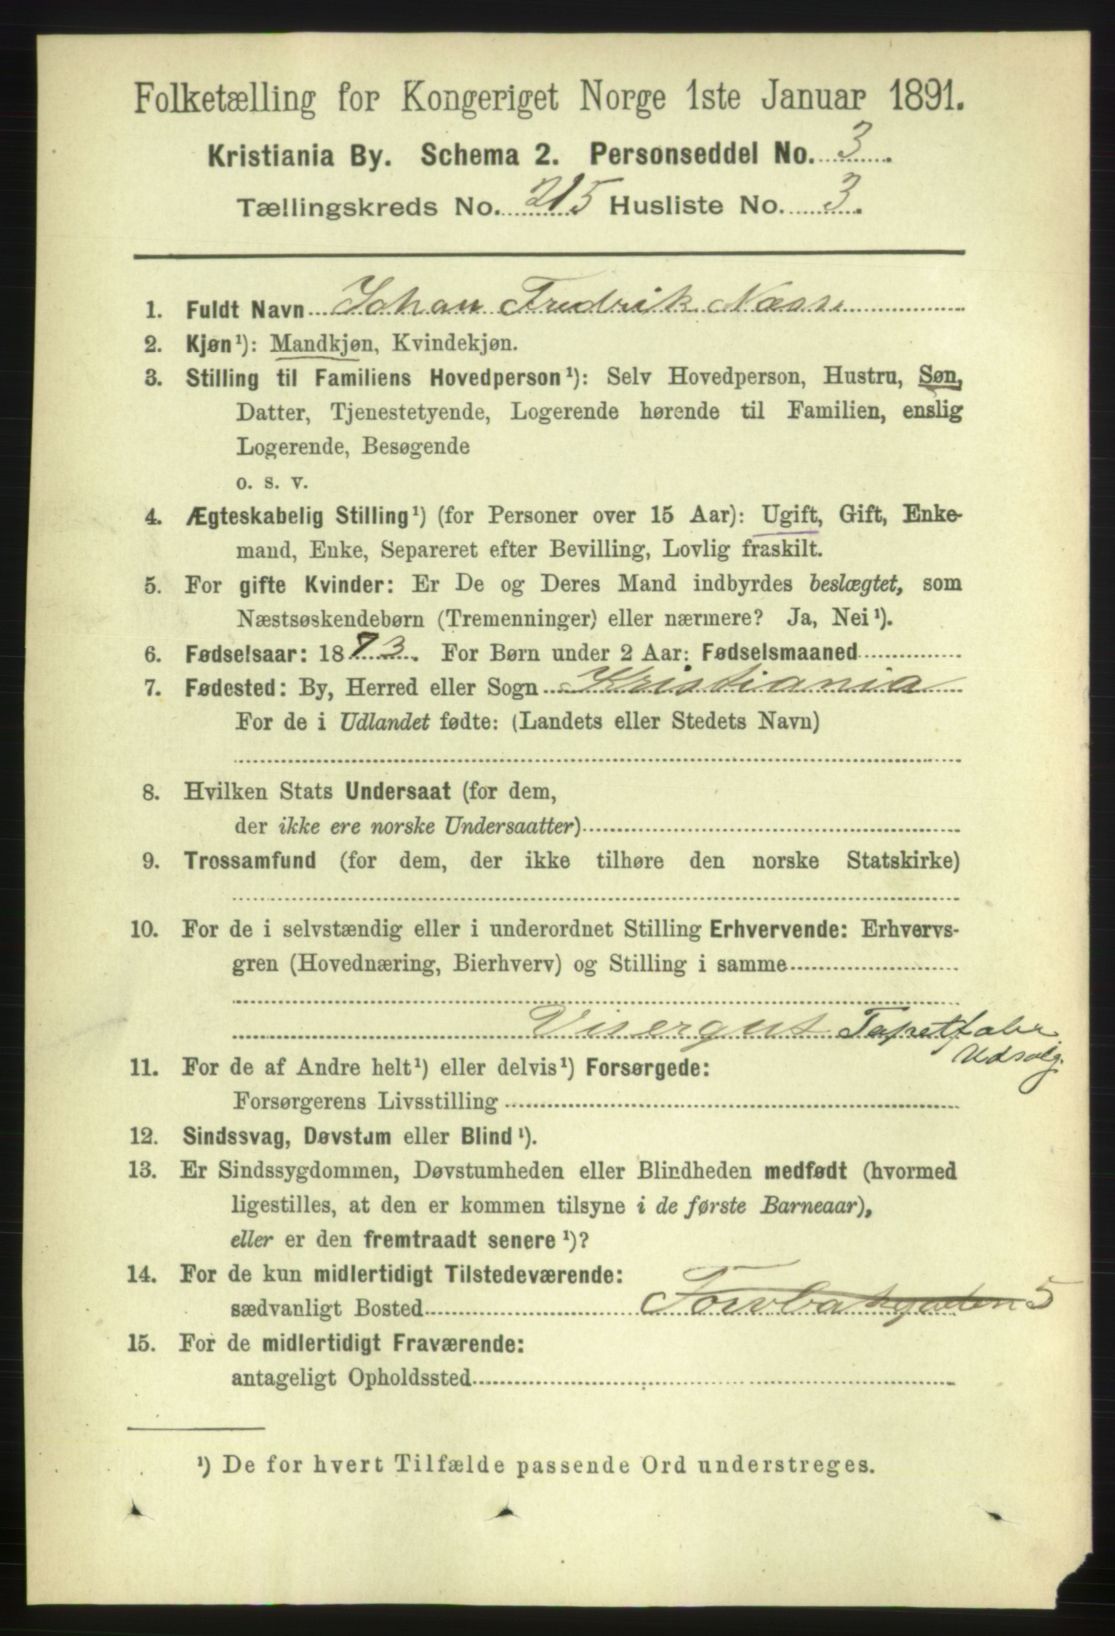 Folketælling for Kongeriget Norge 1ste Januar 1891.
Kristiania By. Schema 2. Personseddel No. 3.
Tællingskreds No. 215 Husliste No. 3.
1. Fuldt Navn Johan Fredrik Næsse
2. Kjøn¹): Mandkjøn, Kvindekjøn.
3. Stilling til Familiens Hovedperson¹): Selv Hovedperson, Hustru, Søn,
Datter, Tjenestetyende, Logerende hørende til Familien, enslig
Logerende, Besøgende
o. s. v.
4. Ægteskabelig Stilling¹) (for Personer over 15 Aar): Ugift, Gift, Enke-
mand, Enke, Separeret efter Bevilling, Lovlig fraskilt.
5. For gifte Kvinder: Er De og Deres Mand indbyrdes beslægtet, som
Næstsøskendebørn (Tremenninger) eller nærmere? Ja, Nei¹).
6. Fødselsaar: 1873. For Børn under 2 Aar: Fødselsmaaned
7. Fødested: By, Herred eller Sogn Kristiania
For de i Udlandet fødte: (Landets eller Stedets Navn)
8. Hvilken Stats Undersaat (for dem,
der ikke ere norske Undersaatter)
9. Trossamfund (for dem, der ikke tilhøre den norske Statskirke)
10. For de i selvstændig eller i underordnet Stilling Erhvervende: Erhvervs-
gren (Hovednæring, Bierhverv) og Stilling i samme
Visergut Tapetfabr
Udsalg.
11. For de af Andre helt¹) eller delvis¹) Forsørgede:
Forsørgerens Livsstilling
12. Sindssvag, Døvstum eller Blind¹).
13. Er Sindssygdommen, Døvstumheden eller Blindheden medfødt (hvormed
ligestilles, at den er kommen tilsyne i de første Barneaar),
eller er den fremtraadt senere¹)?
14. For de kun midlertidigt Tilstedeværende:
sædvanligt Bosted 5
15. For de midlertidigt Fraværende:
antageligt Opholdssted
¹) De for hvert Tilfælde passende Ord understreges.